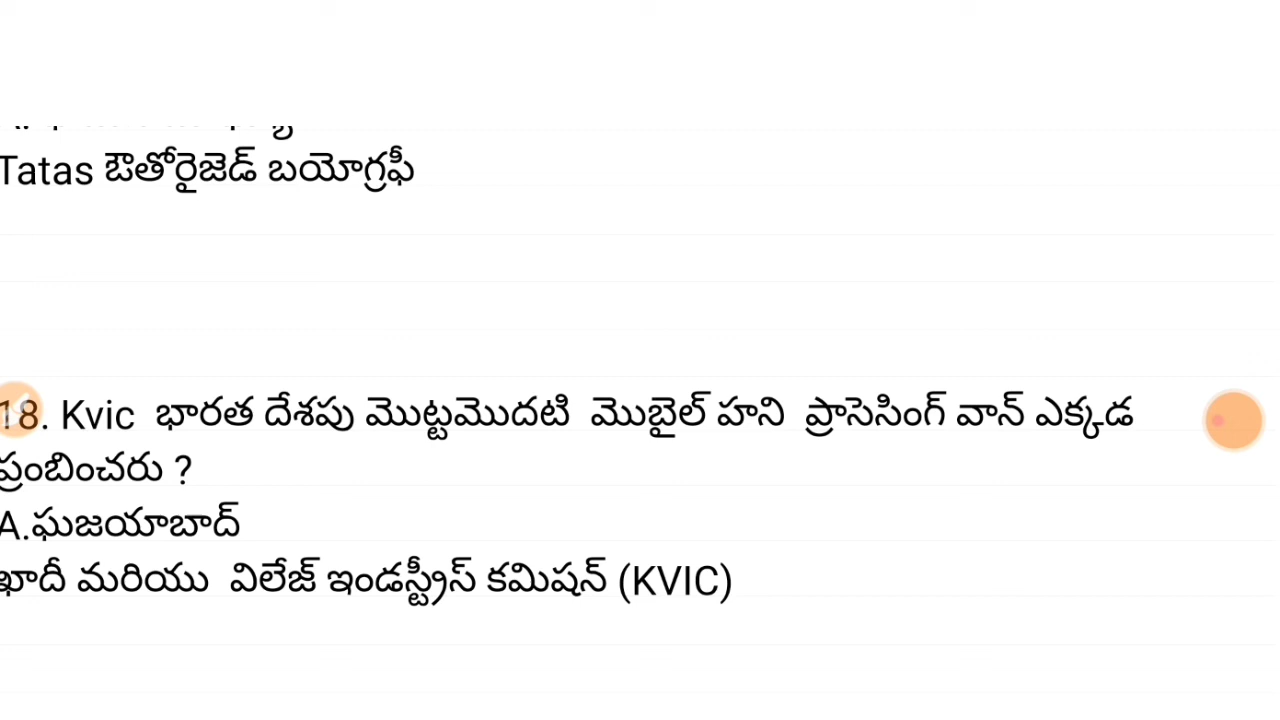 Tatas ఔతోరైజెడ్ బయోగ్రఫీ
18. Kvic భారత దేశపు మొట్టమొదటి మొబైల్ హని ప్రాసెసింగ్ వాన్ ఎక్కడ
ప్రంబించరు ?
A.ఘజయాబాద్
ఖాదీ మరియు విలేజ్ ఇండస్ట్రీస్ కమిషన్ (KVIC)